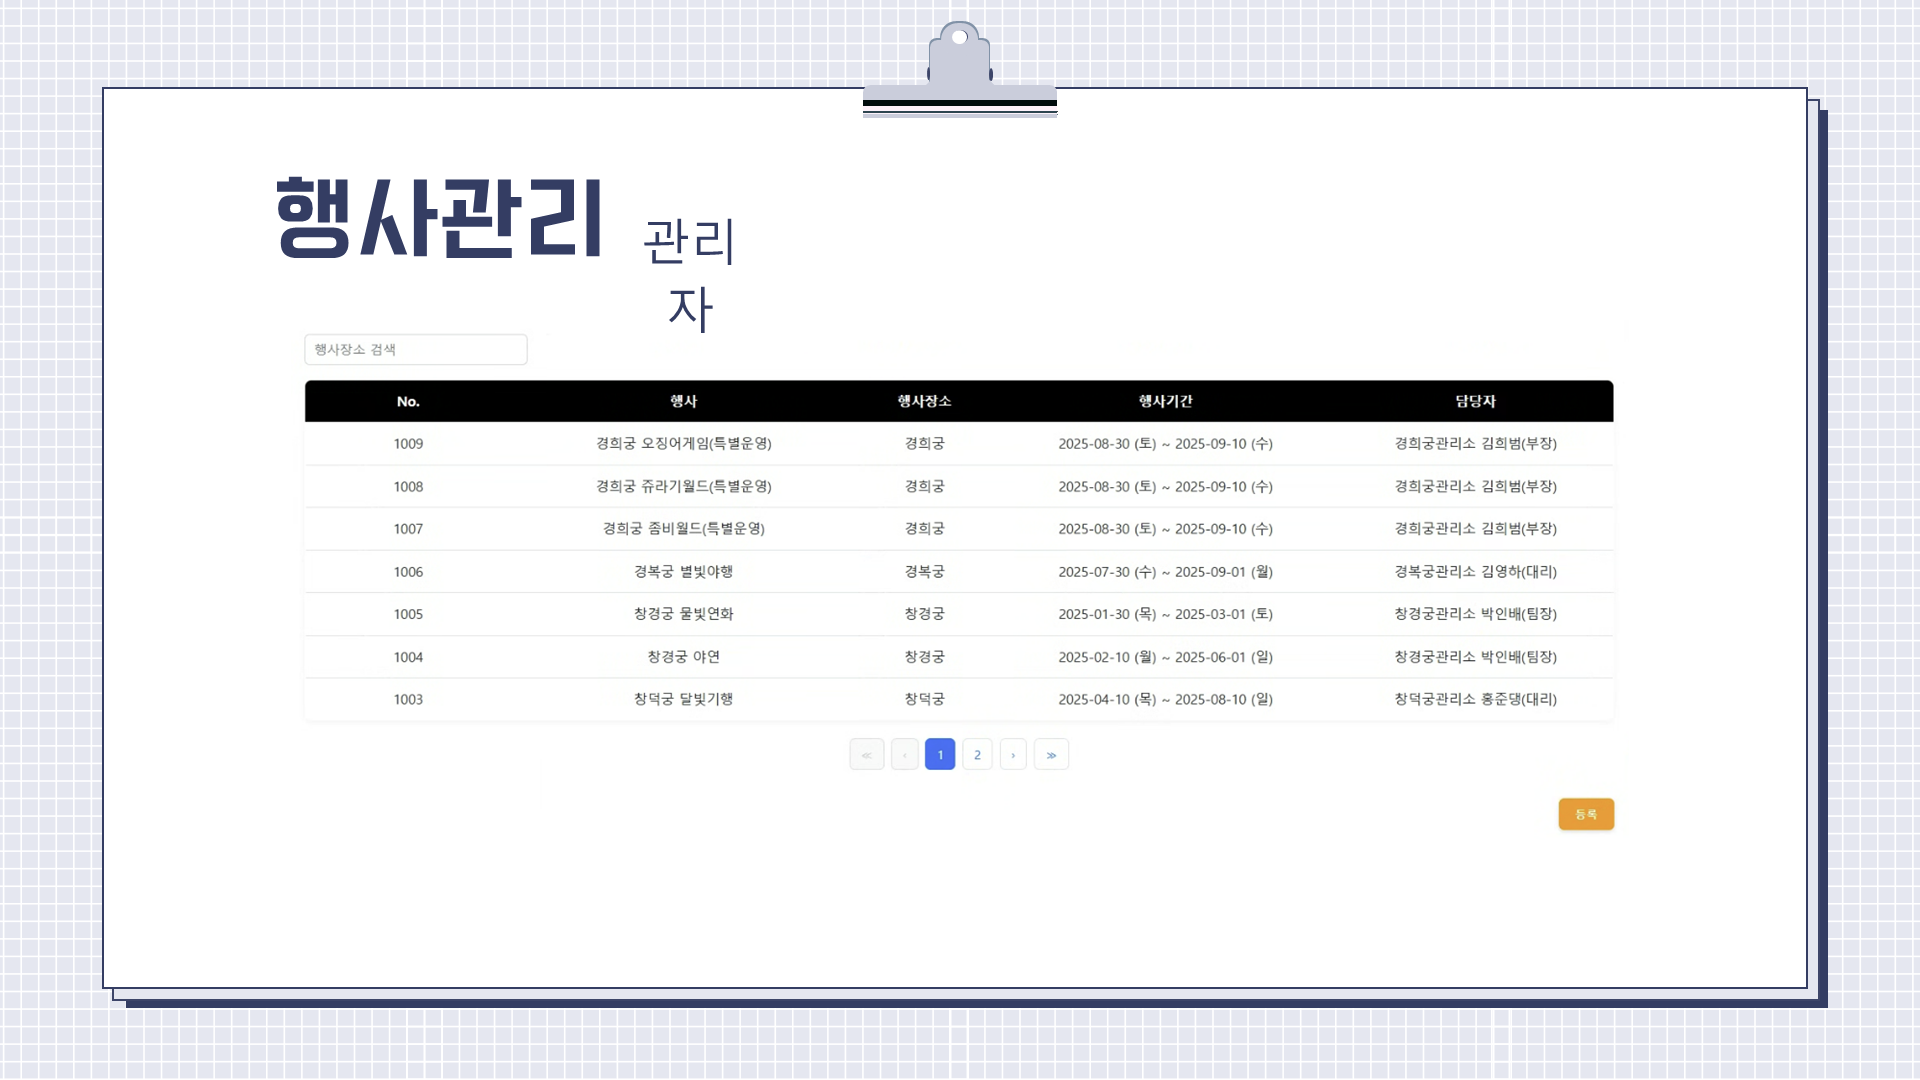 행사관리
관리
자
행사장소 검색
No. 행사 행사장소 행사기간 담당자
1009 경희궁 오징어게임(특별운영) 경희궁 2025-08-30 (토) ~ 2025-09-10 (수) 경희궁관리소 김희범(부장)
1008 경희궁 쥬라기월드(특별운영) 경희궁 2025-08-30 (토) ~ 2025-09-10 (수) 경희궁관리소 김희범(부장)
1007 경희궁 좀비월드(특별운영) 경희궁 2025-08-30 (토) ~ 2025-09-10 (수) 경희궁관리소 김희범(부장)
1006 경복궁 별빛야행 경복궁 2025-07-30 (수) ~ 2025-09-01 (월) 경복궁관리소 김영하(대리)
1005 창경궁 물빛연화 창경궁 2025-01-30 (목) ~ 2025-03-01 (토) 창경궁관리소 박인배(팀장)
1004 창경궁 야연 창경궁 2025-02-10 (월) ~ 2025-06-01 (일) 창경궁관리소 박인배(팀장)
1003 창덕궁 달빛기행 창덕궁 2025-04-10 (목) ~ 2025-08-10 (일) 창덕궁관리소 홍준댕(대리)
≪ ‹ 1 2 › ≫
등록